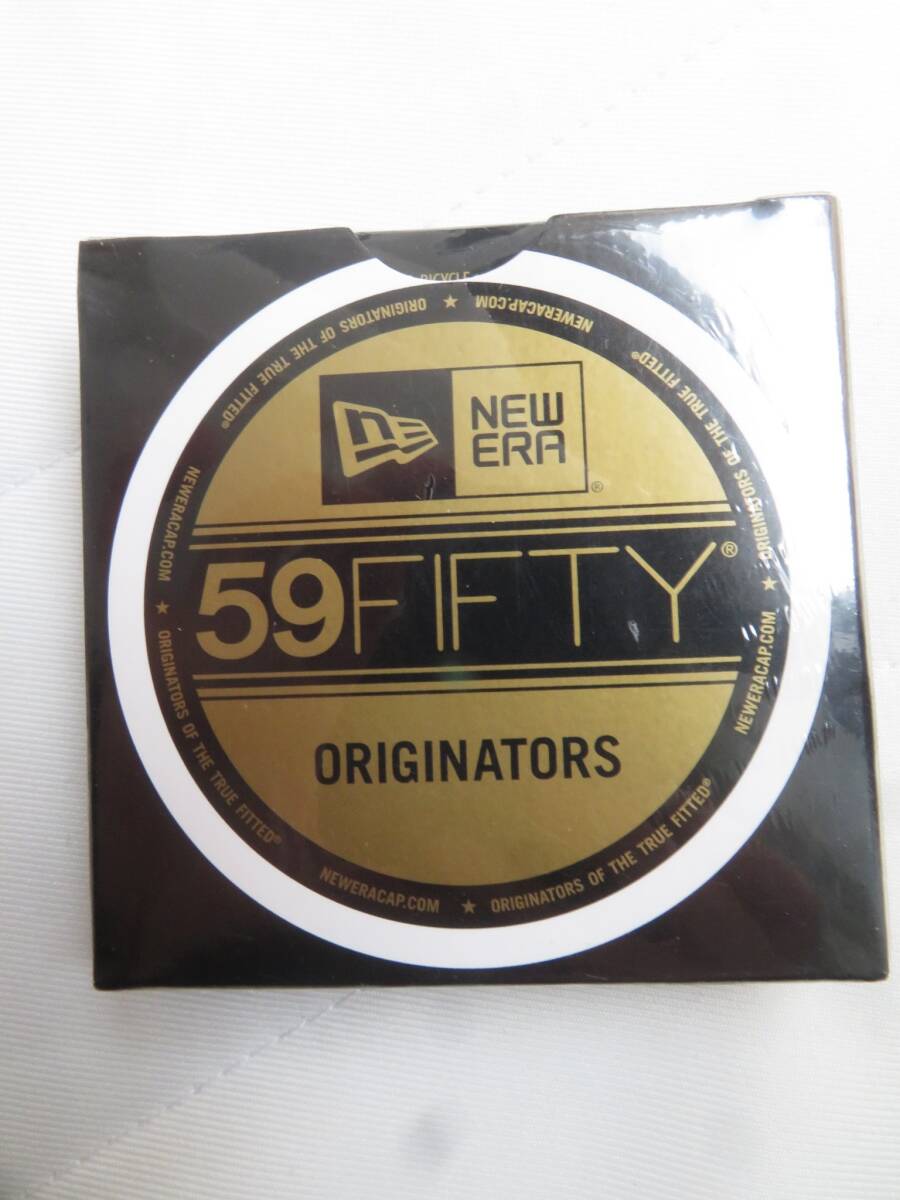 BICYCLE
NEWERACAP.COM ★ ORIGINATORS OF THE TRUE FITTED®
NEW
ERA
®
59FIFTY®
ORIGINATORS
NEWERACAP.COM ★ ORIGINATORS OF THE TRUE FITTED®
NEWERACAP.COM ★ ORIGINATORS OF THE TRUE FITTED®
NEWERACAP.COM ★ ORIGINATORS OF THE TRUE FITTED®